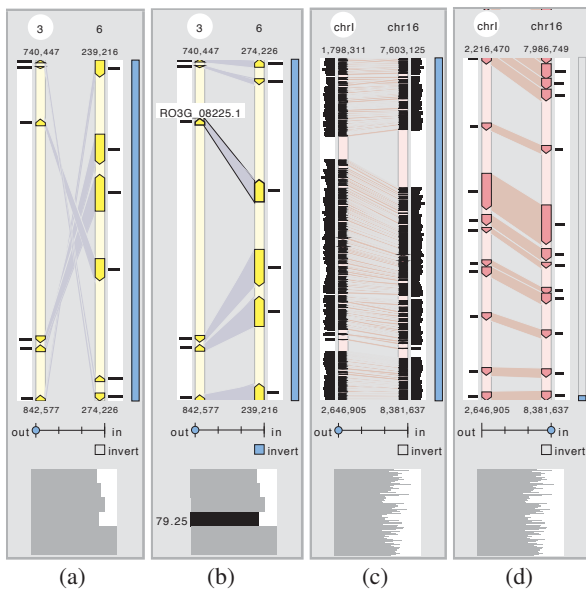 3 6
740,447 239,216
842,577 274,226
out in
invert
(a)
3 6
740,447 274,226
RO3G_08225.1
842,577 239,216
out in
invert
79.25
(b)
chrI chr16
1,798,311 7,603,125
2,646,905 8,381,637
out in
invert
(c)
chrI chr16
2,216,470 7,986,749
2,646,905 8,381,637
out in
invert
(d)